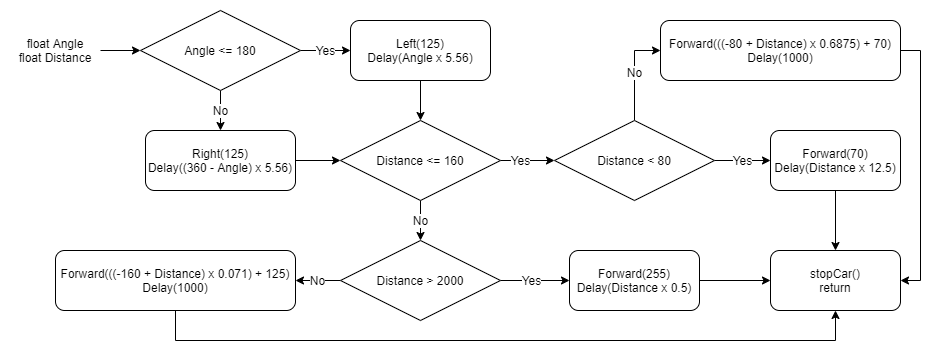 float Angle
float Distance
Angle <= 180
Yes
Left(125)
Delay(Angle x 5.56)
No
Right(125)
Delay((360 - Angle) x 5.56)
Distance <= 160
Yes
Distance < 80
No
Forward(((-80 + Distance) x 0.6875) + 70)
Delay(1000)
Yes
Forward(70)
Delay(Distance x 12.5)
No
Distance > 2000
No
Forward(((-160 + Distance) x 0.071) + 125)
Delay(1000)
Yes
Forward(255)
Delay(Distance x 0.5)
stopCar()
return